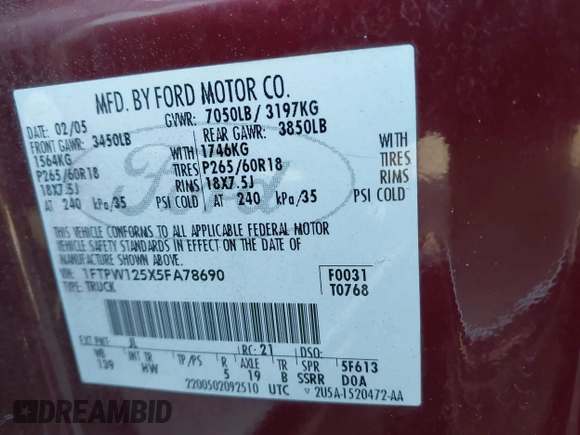 MFD. BY FORD MOTOR CO.
DATE: 02/05 GVWR: 7050LB/ 3197KG
FRONT GAWR: 3450LB REAR GAWR: 3850LB
1564KG WITH 1746KG WITH
P265/60R18 TIRES P265/60R18 TIRES
18X7.5J RIMS 18X7.5J RIMS
AT 240 kPa/35 PSI COLD AT 240 kPa/35 PSI COLD
Ford
THIS VEHICLE CONFORMS TO ALL APPLICABLE FEDERAL MOTOR
VEHICLE SAFETY STANDARDS IN EFFECT ON THE DATE OF
MANUFACTURE SHOWN ABOVE.
VIN: 1FTPW125X5FA78690 F0031
TYPE: TRUCK T0768
EXT PNT: JL RC: 21 DSO:
WB INT TR TP/PS R AXLE TR SPR 5F613
139 HW 5 19 B SSRR DOA
2200502092510 UTC ▽2U5A-1520472-AA
DREAMBID